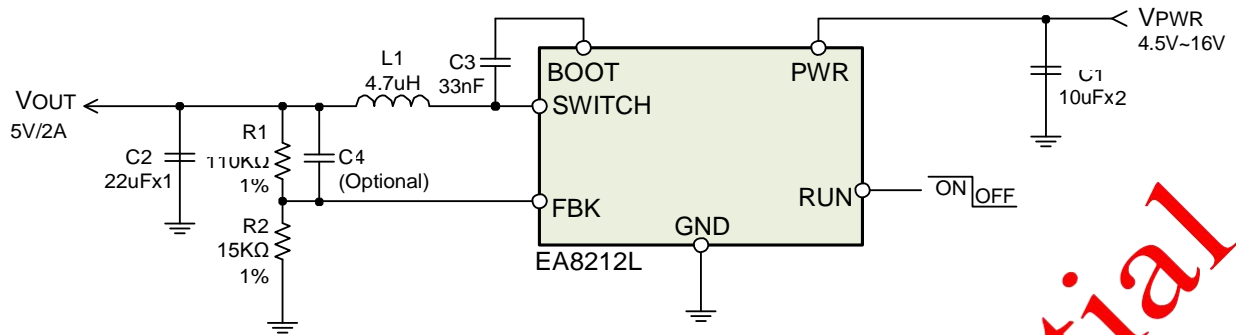 VPWR
4.5V~16V
C1
10uFx2
BOOT
PWR
SWITCH
FBK
GND
RUN
EA8212L
ON
OFF
C3
33nF
L1
4.7uH
VOUT
5V/2A
C2
22uFx1
R1
110KΩ
1%
C4
(Optional)
R2
15KΩ
1%
tial